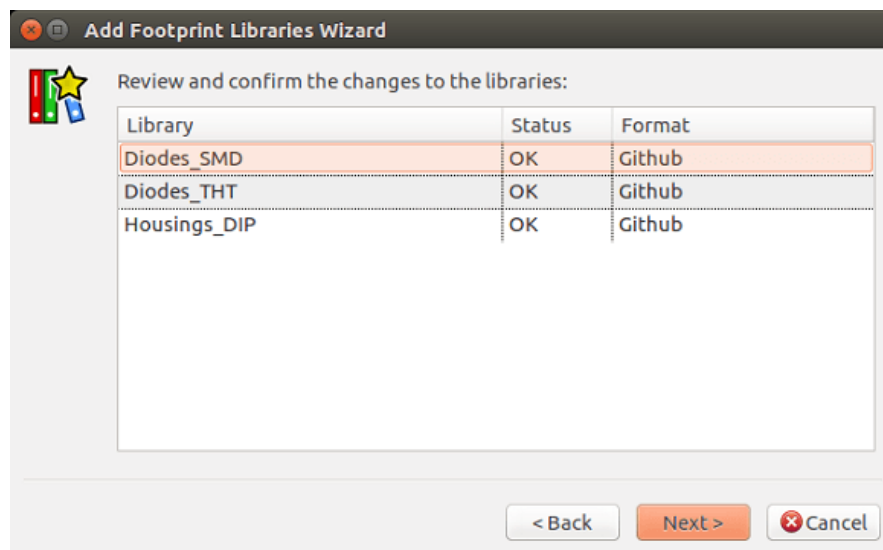 Add Footprint Libraries Wizard
Review and confirm the changes to the libraries:
Library Status Format
Diodes_SMD OK Github
Diodes_THT OK Github
Housings_DIP OK Github
< Back Next > Cancel